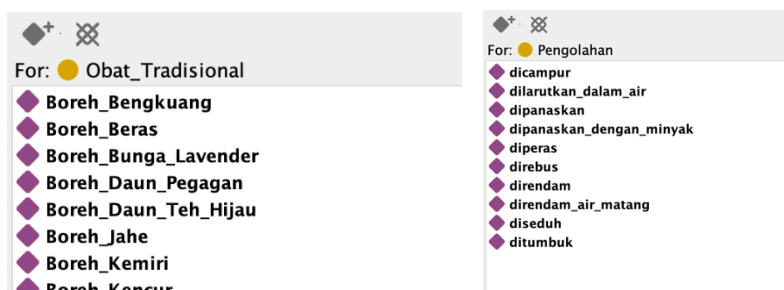 For: Obat_Tradisional
Boreh_Bengkuang
Boreh_Beras
Boreh_Bunga_Lavender
Boreh_Daun_Pegagan
Boreh_Daun_Teh_Hijau
Boreh_Jahe
Boreh_Kemiri
Boreh_Kencur
For: Pengolahan
dicampur
dilarutkan_dalam_air
dipanaskan
dipanaskan_dengan_minyak
diperas
direbus
direndam
direndam_air_matang
diseduh
ditumbuk